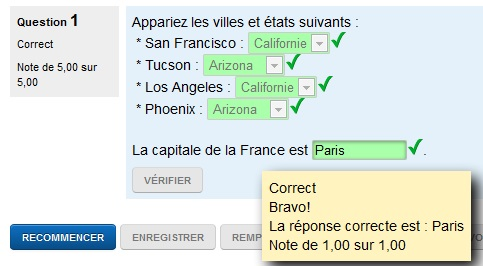 Question 1
Correct
Note de 5,00 sur
5,00
Appariez les villes et états suivants :
* San Francisco : Californie
* Tucson : Arizona
* Los Angeles : Californie
* Phoenix : Arizona
La capitale de la France est Paris.
VÉRIFIER
Correct
Bravo!
La réponse correcte est : Paris
Note de 1,00 sur 1,00
RECOMMENCER
ENREGISTRER